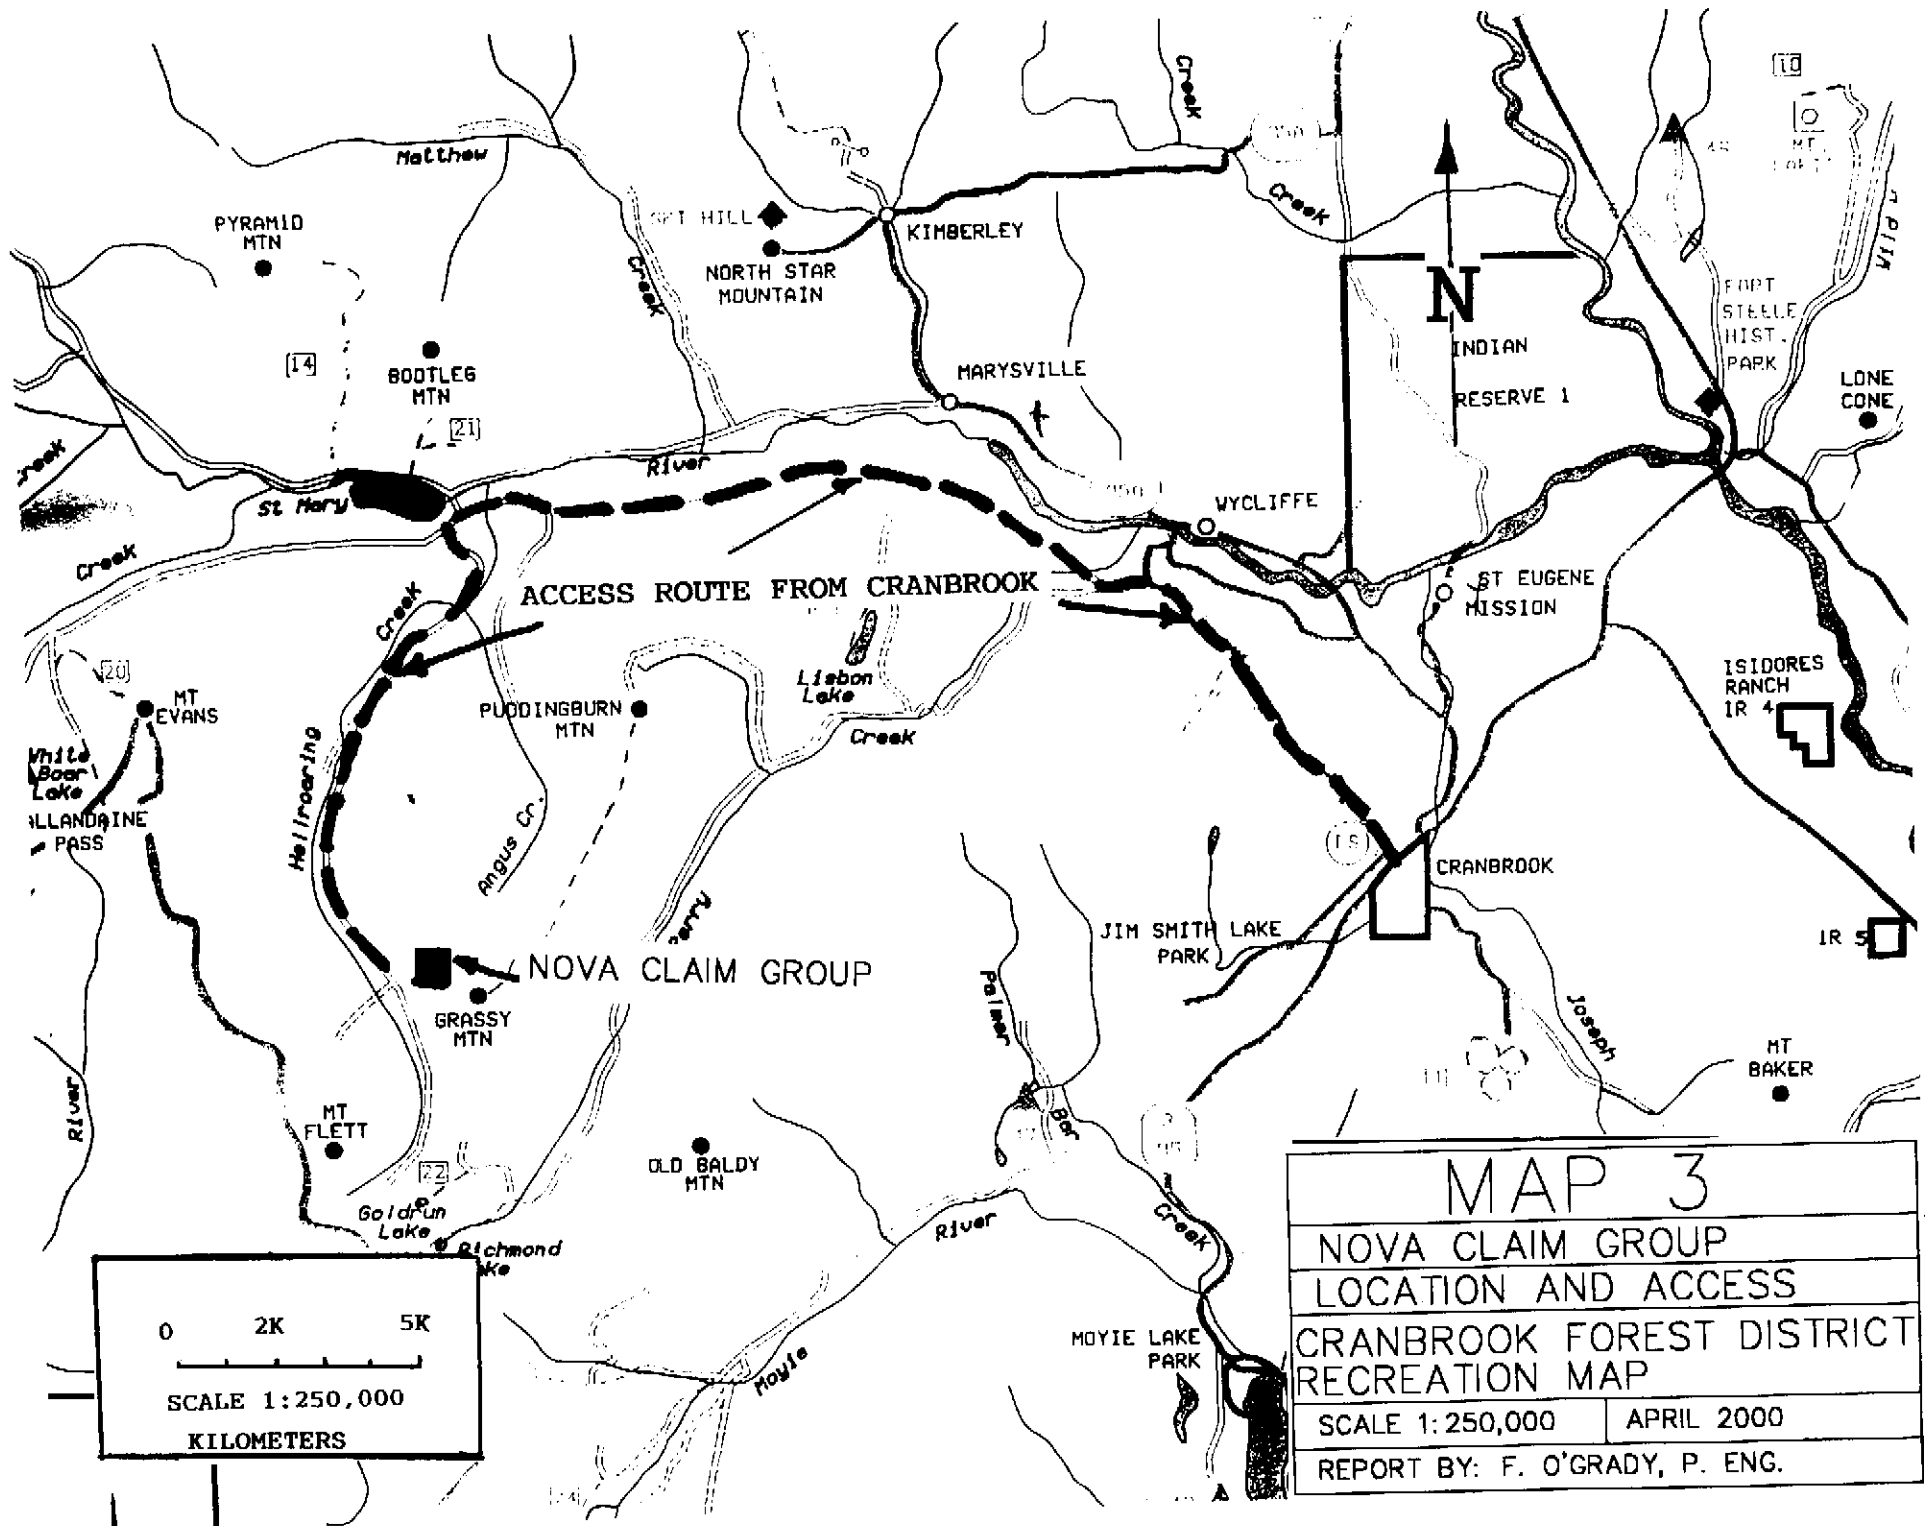 10
Creek
Matthew
MT.
Creek
PYRAMID
MTN
HILL
KIMBERLEY
NORTH STAR
MOUNTAIN
Creek
N
FORT
STEELE
HIST.
PARK
INDIAN
RESERVE 1
14
BOOTLEG
MTN
MARYSVILLE
LONE
CONE
21
River
St Mary
WYCLIFFE
Creek
ST EUGENE
MISSION
ACCESS ROUTE FROM CRANBROOK
Creek
20
MT
EVANS
Lisbon
Lake
ISIDORES
RANCH
IR 4
PUDDINGBURN
MTN
Creek
White
Boar
Lake
PASS
Hellroaring
Angus Cr.
CRANBROOK
JIM SMITH LAKE
PARK
IR 5
NOVA CLAIM GROUP
GRASSY
MTN
Palmer
Joseph
MT
BAKER
River
MT
FLETT
Bar
22
OLD BALDY
MTN
Goldrun
Lake
River
Creek
Richmond
MAP 3
NOVA CLAIM GROUP
LOCATION AND ACCESS
CRANBROOK FOREST DISTRICT
RECREATION MAP
SCALE 1:250,000
APRIL 2000
REPORT BY: F. O'GRADY, P. ENG.
0 2K 5K
SCALE 1:250,000
KILOMETERS
MOYIE LAKE
PARK
Moyie